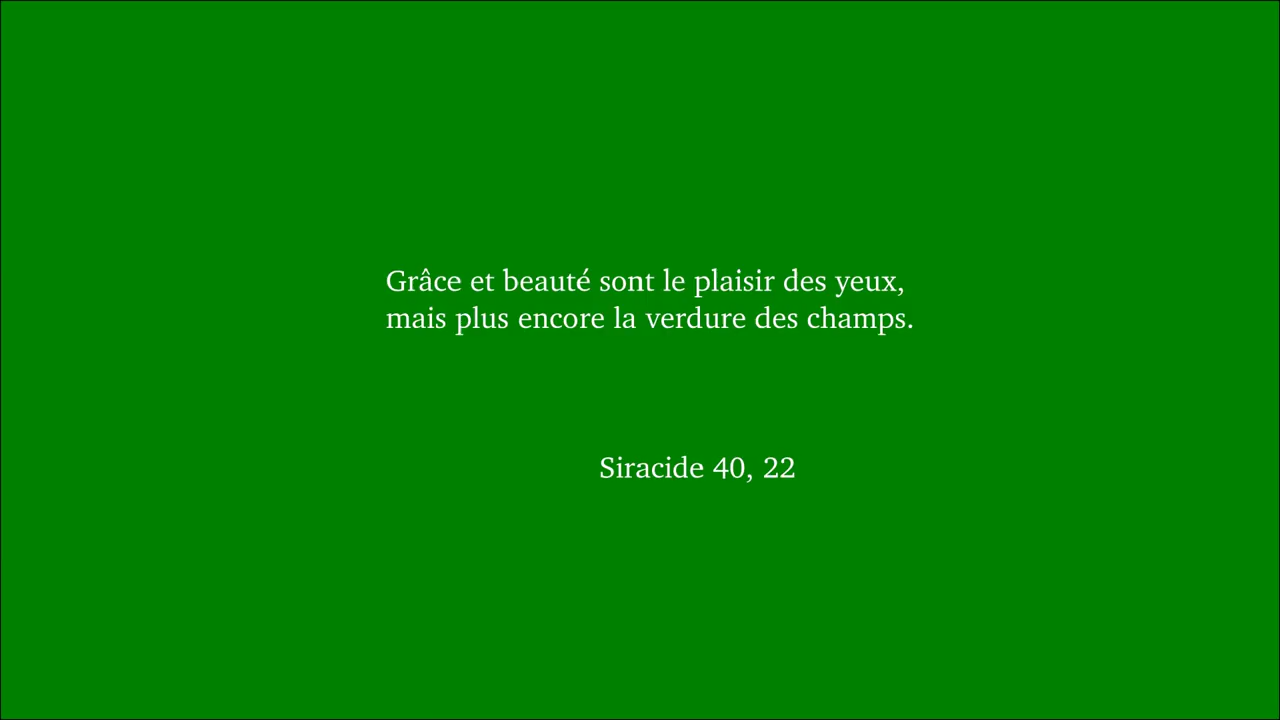 Grâce et beauté sont le plaisir des yeux,
mais plus encore la verdure des champs.
Siracide 40, 22